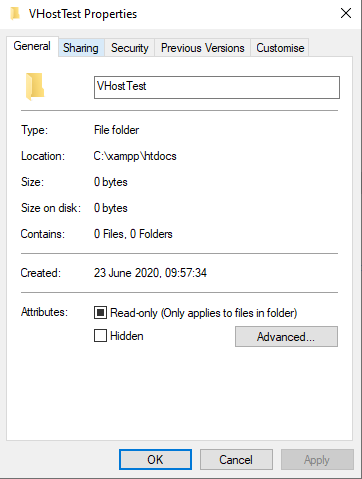 VHostTest Properties
General Sharing Security Previous Versions Customise
VHostTest
Type: File folder
Location: C:\xampp\htdocs
Size: 0 bytes
Size on disk: 0 bytes
Contains: 0 Files, 0 Folders
Created: 23 June 2020, 09:57:34
Attributes: Read-only (Only applies to files in folder)
Hidden Advanced...
OK Cancel Apply